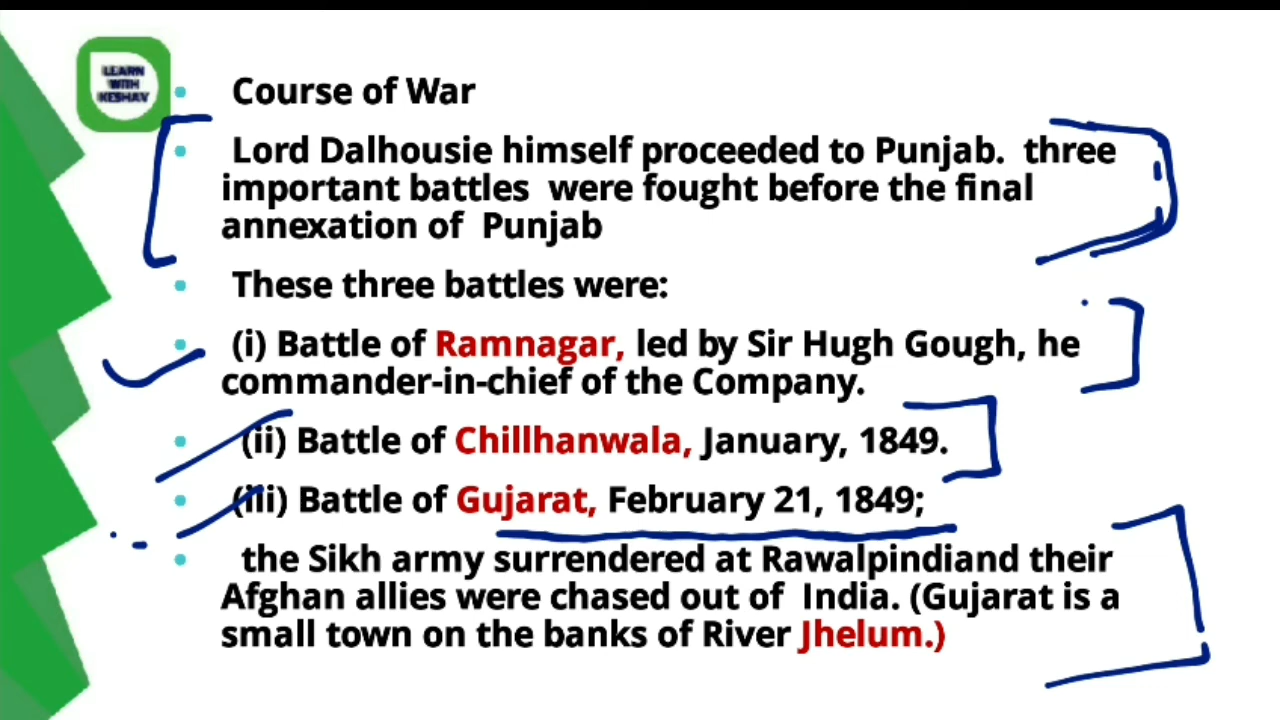 LEARN
WITH
KESHAV
Course of War
Lord Dalhousie himself proceeded to Punjab. three
important battles were fought before the final
annexation of Punjab
These three battles were:
(i) Battle of Ramnagar, led by Sir Hugh Gough, he
commander-in-chief of the Company.
(ii) Battle of Chillhanwala, January, 1849.
(iii) Battle of Gujarat, February 21, 1849;
the Sikh army surrendered at Rawalpindiand their
Afghan allies were chased out of India. (Gujarat is a
small town on the banks of River Jhelum.)